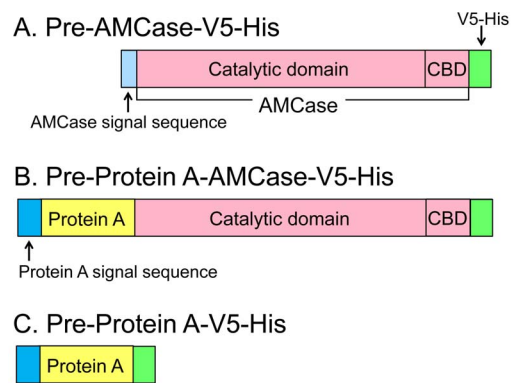 A. Pre-AMCase-V5-His
V5-His
Catalytic domain
CBD
AMCase
AMCase signal sequence
B. Pre-Protein A-AMCase-V5-His
Protein A
Catalytic domain
CBD
Protein A signal sequence
C. Pre-Protein A-V5-His
Protein A